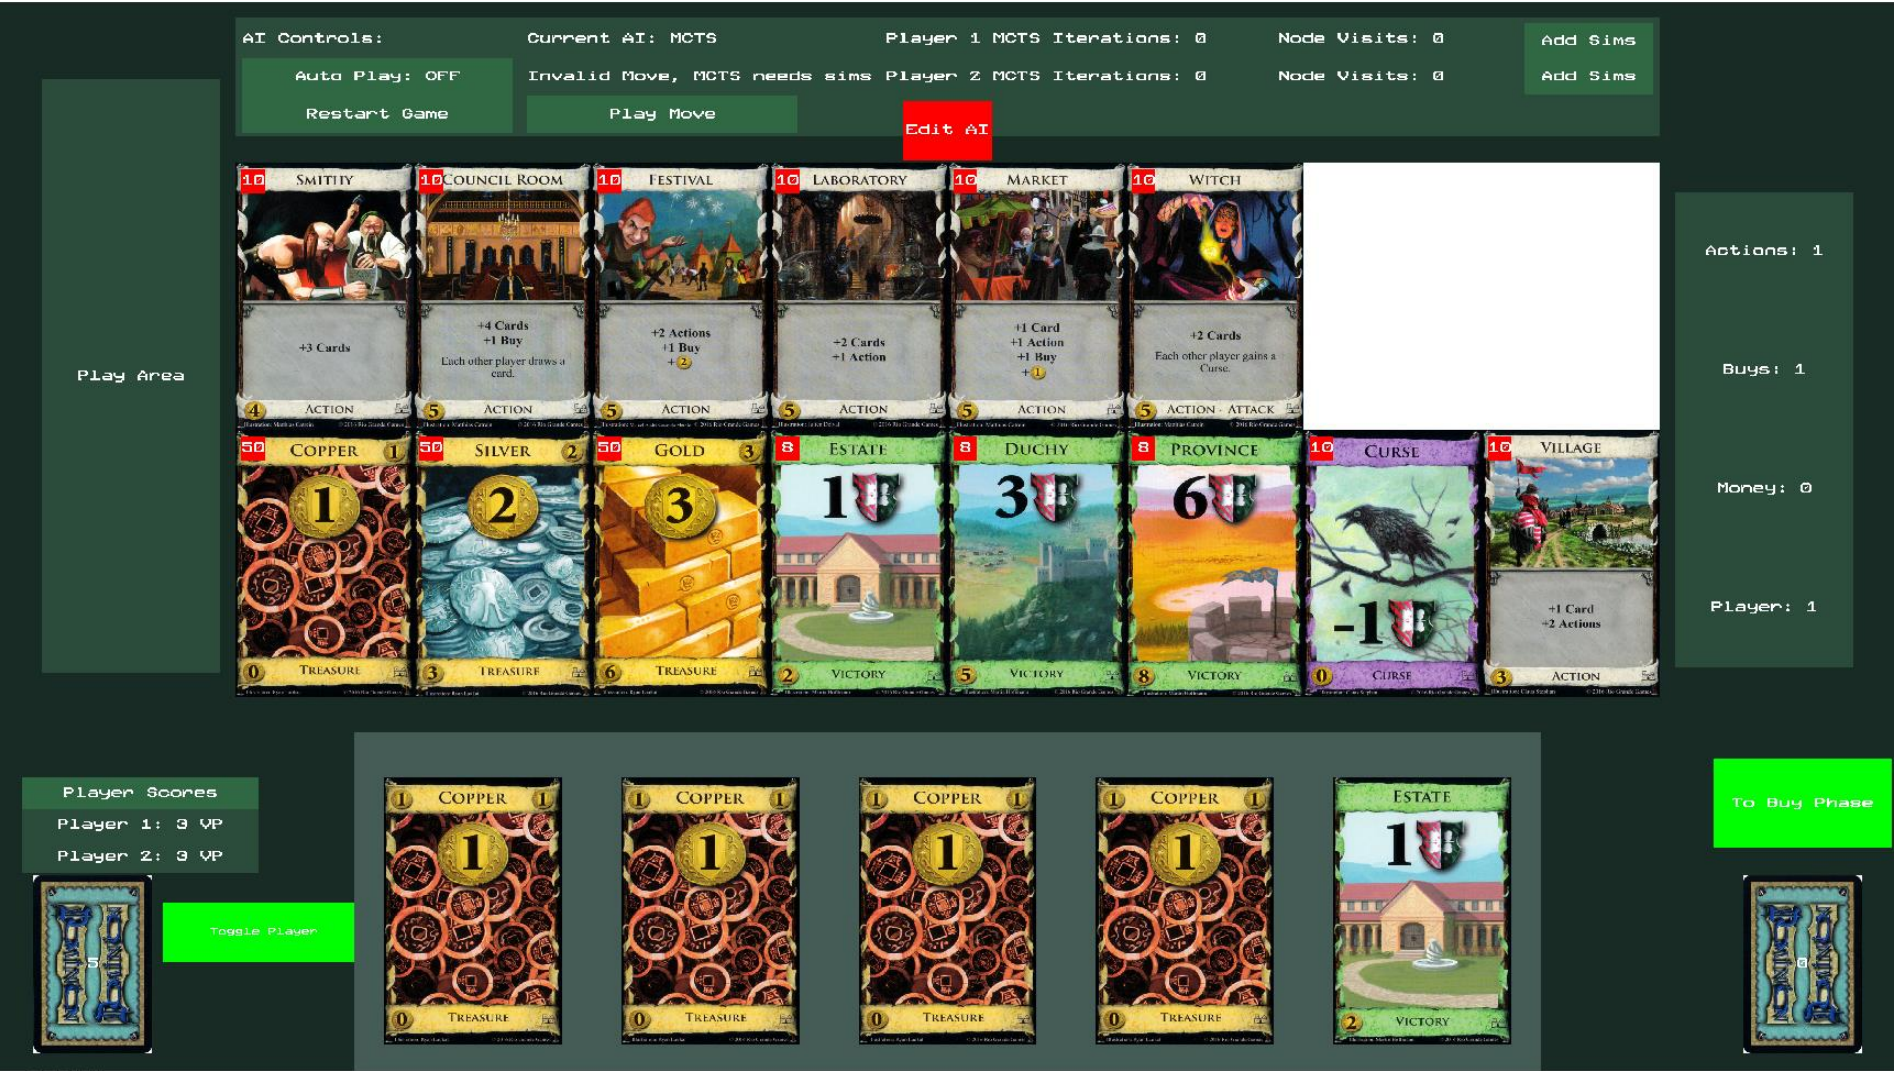 AI Controls:
Current AI: MCTS
Player 1 MCTS Iterations: 0
Node Visits: 0
Add Sims
Auto Play: OFF
Invalid Move, MCTS needs sims
Player 2 MCTS Iterations: 0
Node Visits: 0
Add Sims
Restart Game
Play Move
Edit AI
Play Area
10 SMITHY
+3 Cards
4 ACTION
10 COUNCIL ROOM
+4 Cards
+1 Buy
Each other player draws a
card.
5 ACTION
10 FESTIVAL
+2 Actions
+1 Buy
+2
5 ACTION
10 LABORATORY
+2 Cards
+1 Action
5 ACTION
10 MARKET
+1 Card
+1 Action
+1 Buy
+1
5 ACTION
10 WITCH
+2 Cards
Each other player gains a
Curse.
5 ACTION - ATTACK
50 COPPER 1
1
0 TREASURE
50 SILVER 2
2
3 TREASURE
50 GOLD 3
3
6 TREASURE
8 ESTATE
1
2 VICTORY
8 DUCHY
3
5 VICTORY
8 PROVINCE
6
8 VICTORY
10 CURSE
-1
0 CURSE
10 VILLAGE
+1 Card
+2 Actions
3 ACTION
Actions: 1
Buys: 1
Money: 0
Player: 1
Player Scores
Player 1: 3 VP
Player 2: 3 VP
DOMINION
5
Toggle Player
1 COPPER 1
1
0 TREASURE
1 COPPER 1
1
0 TREASURE
1 COPPER 1
1
0 TREASURE
1 COPPER 1
1
0 TREASURE
ESTATE
1
2 VICTORY
To Buy Phase
DOMINION
0